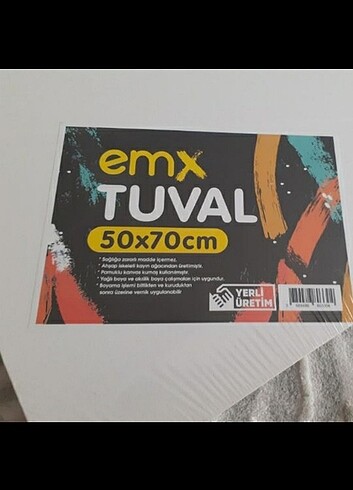 emx
TUVAL
50x70cm
* Sağlığa zararlı madde içermez.
* Ahşap iskeleti kayın ağacından üretilmiştir.
* Pamuklu kanvas kumaş kullanılmıştır.
* Yağlı boya ve akrilik boya çalışmaları için uygundur.
* Boyama işlemi bittikten ve kuruduktan
sonra üzerine vernik uygulanabilir
YERLİ
ÜRETİM